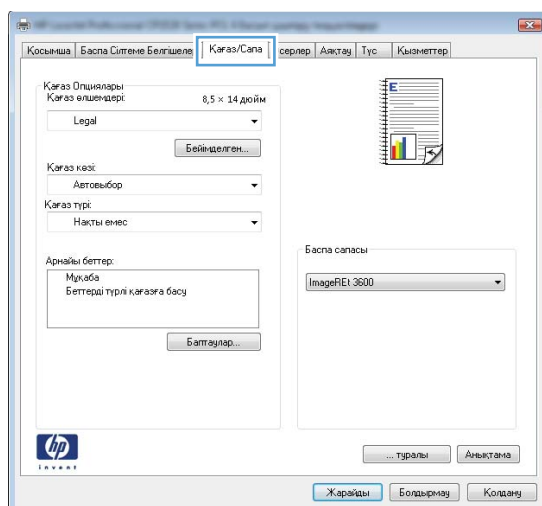 Қосымша
Баспа Сілтеме Белгішеле
Қағаз/Сапа
серлер
Аяқтау
Түс
Қызметтер
Қағаз Опциялары
Қағаз өлшемдері:
8,5 × 14 дюйм
Legal
Бейімделген...
Қағаз көзі:
Автовыбор
Қағаз түрі:
Нақты емес
Арнайы беттер:
Мұқаба
Беттерді түрлі қағазға басу
Баптаулар...
E
Баспа сапасы
ImageREt 3600
hp
invent
... туралы
Анықтама
Жарайды
Болдырмау
Қолдану